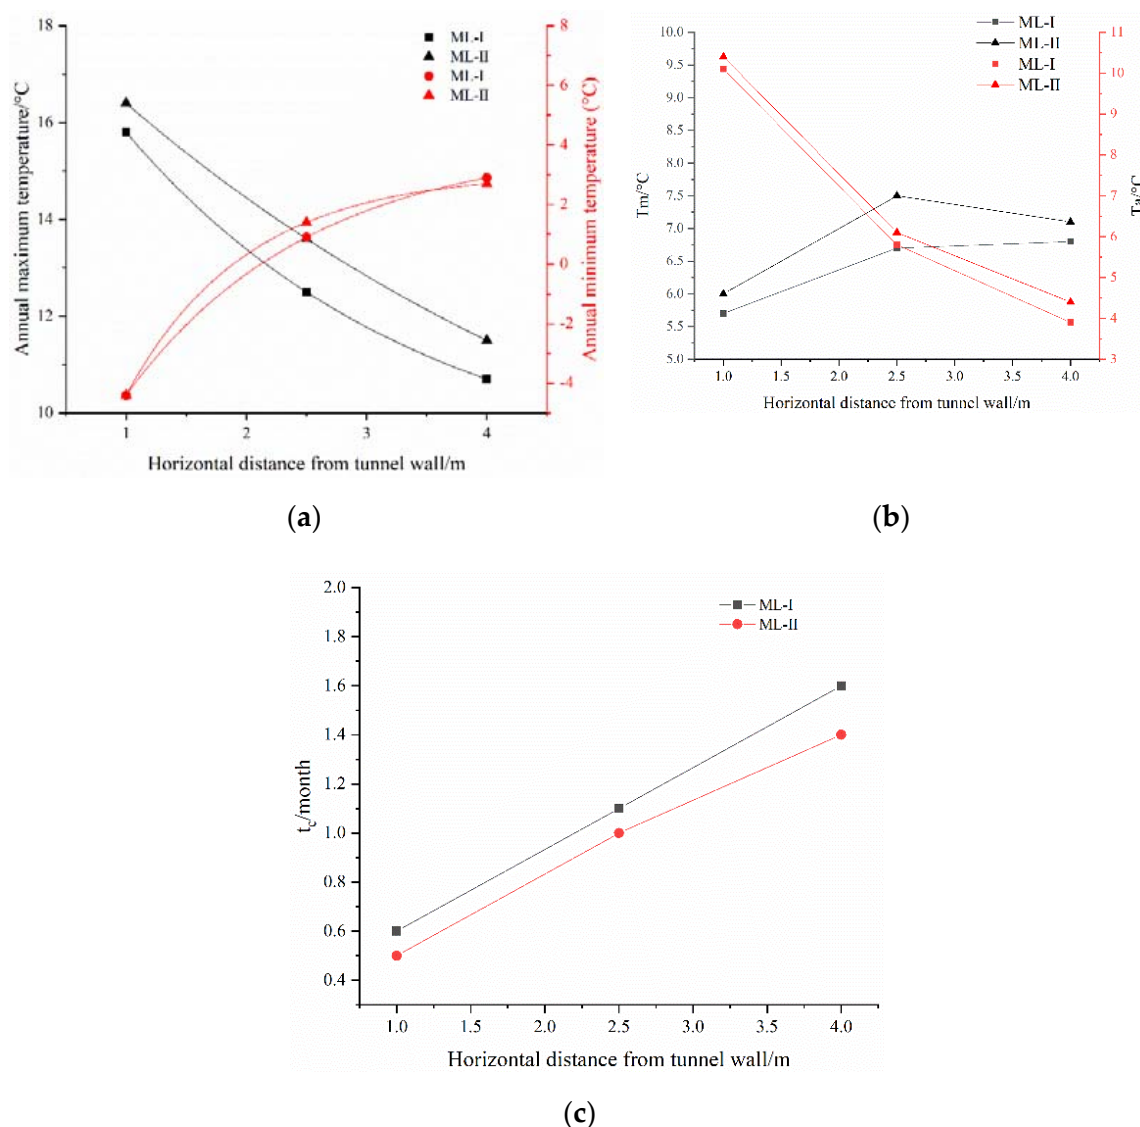 18
16
14
12
10
Annual maximum temperature/°C
8
6
4
2
0
-2
-4
Annual minimum temperature (°C)
ML-I
ML-II
ML-I
ML-II
1
2
3
4
Horizontal distance from tunnel wall/m
(a)
10.0
9.5
9.0
8.5
8.0
7.5
7.0
6.5
6.0
5.5
5.0
Tm/°C
11
10
9
8
7
6
5
4
3
Ta/°C
ML-I
ML-II
ML-I
ML-II
1.0
1.5
2.0
2.5
3.0
3.5
4.0
Horizontal distance from tunnel wall/m
(b)
2.0
1.8
1.6
1.4
1.2
1.0
0.8
0.6
0.4
tc/month
ML-I
ML-II
1.0
1.5
2.0
2.5
3.0
3.5
4.0
Horizontal distance from tunnel wall/m
(c)